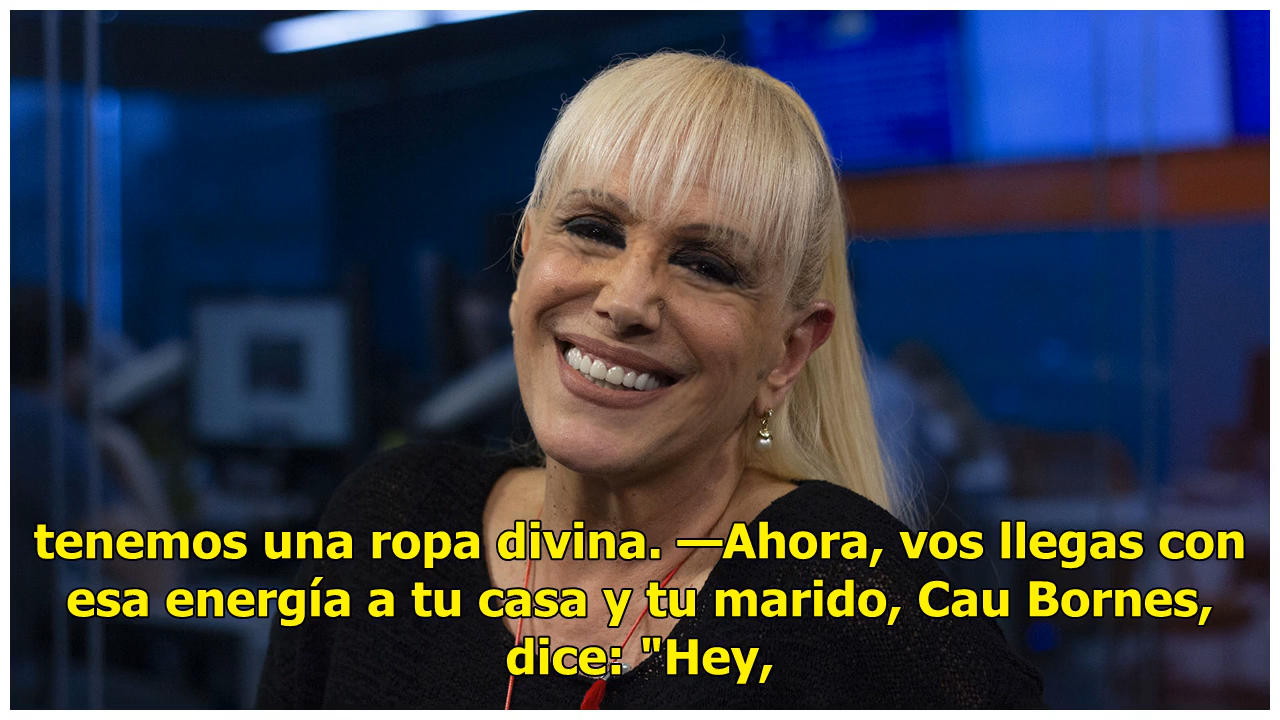 tenemos una ropa divina. —Ahora, vos llegas con
esa energía a tu casa y tu marido, Cau Bornes,
dice: "Hey,